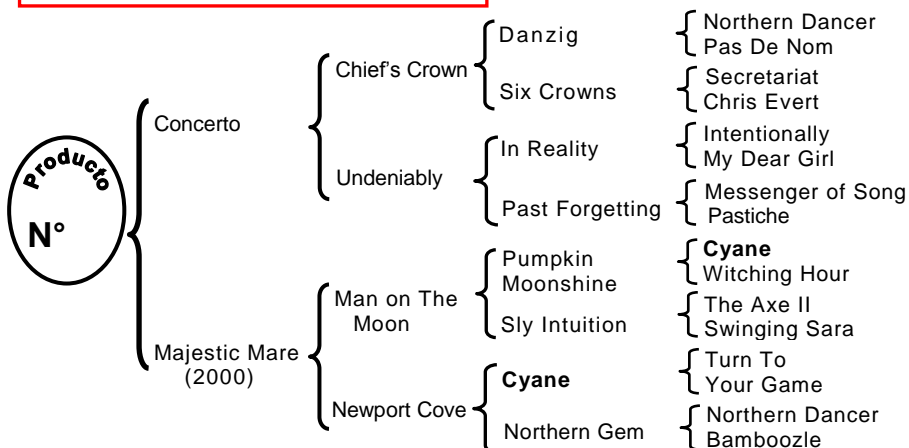 Producto
N°
Concerto
Majestic Mare
(2000)
Chief's Crown
Undeniably
Man on The
Moon
Newport Cove
Danzig
Six Crowns
In Reality
Past Forgetting
Pumpkin
Moonshine
Sly Intuition
Cyane
Northern Gem
Northern Dancer
Pas De Nom
Secretariat
Chris Evert
Intentionally
My Dear Girl
Messenger of Song
Pastiche
Cyane
Witching Hour
The Axe II
Swinging Sara
Turn To
Your Game
Northern Dancer
Bamboozle